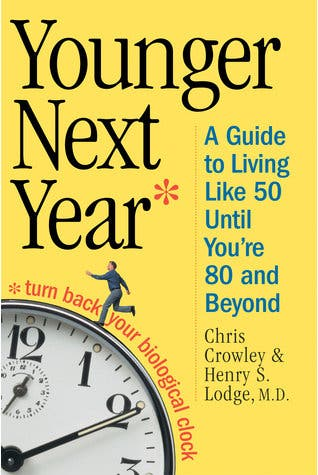 Younger
Next
Year*
A Guide
to Living
Like 50
Until
You're
80 and
Beyond
* turn back your biological clock
Chris
Crowley &
Henry S.
Lodge, M.D.
12
1
2
3